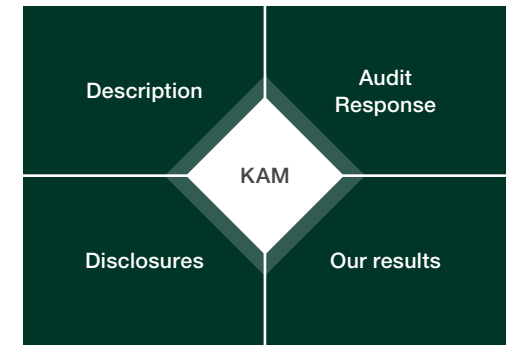 Description
Audit
Response
KAM
Disclosures
Our results